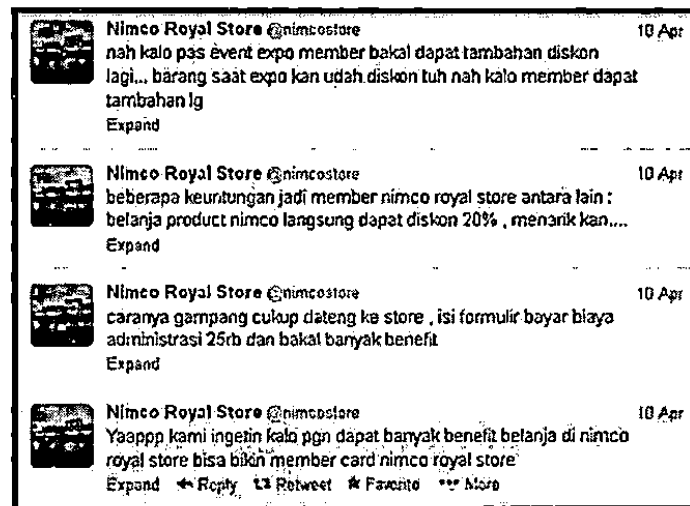 Nimco Royal Store @nimcostore 10 Apr
nah kalo pas event expo member bakal dapat tambahan diskon
lagi... barang saat expo kan udah diskon tuh nah kalo member dapat
tambahan lg
Expand
Nimco Royal Store @nimcostore 10 Apr
beberapa keuntungan jadi member nimco royal store antara lain :
belanja product nimco langsung dapat diskon 20% , menarik kan....
Expand
Nimco Royal Store @nimcostore 10 Apr
caranya gampang cukup dateng ke store , isi formulir bayar biaya
administrasi 25rb dan bakal banyak benefit
Expand
Nimco Royal Store @nimcostore 10 Apr
Yaappp kami ingetin kalo pgn dapat banyak benefit belanja di nimco
royal store bisa bikin member card nimco royal store
Expand Reply Retweet Favorite More